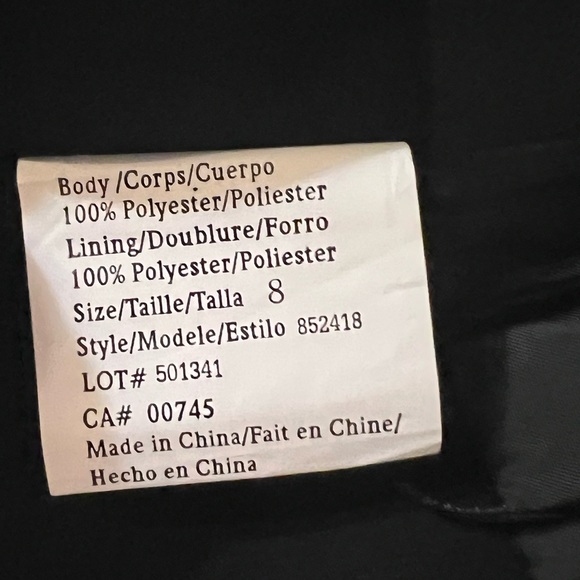 Body/Corps/Cuerpo
100% Polyester/Poliester
Lining/Doublure/Forro
100% Polyester/Poliester
Size/Taille/Talla 8
Style/Modele/Estilo 852418
LOT# 501341
CA# 00745
Made in China/Fait en Chine/
Hecho en China